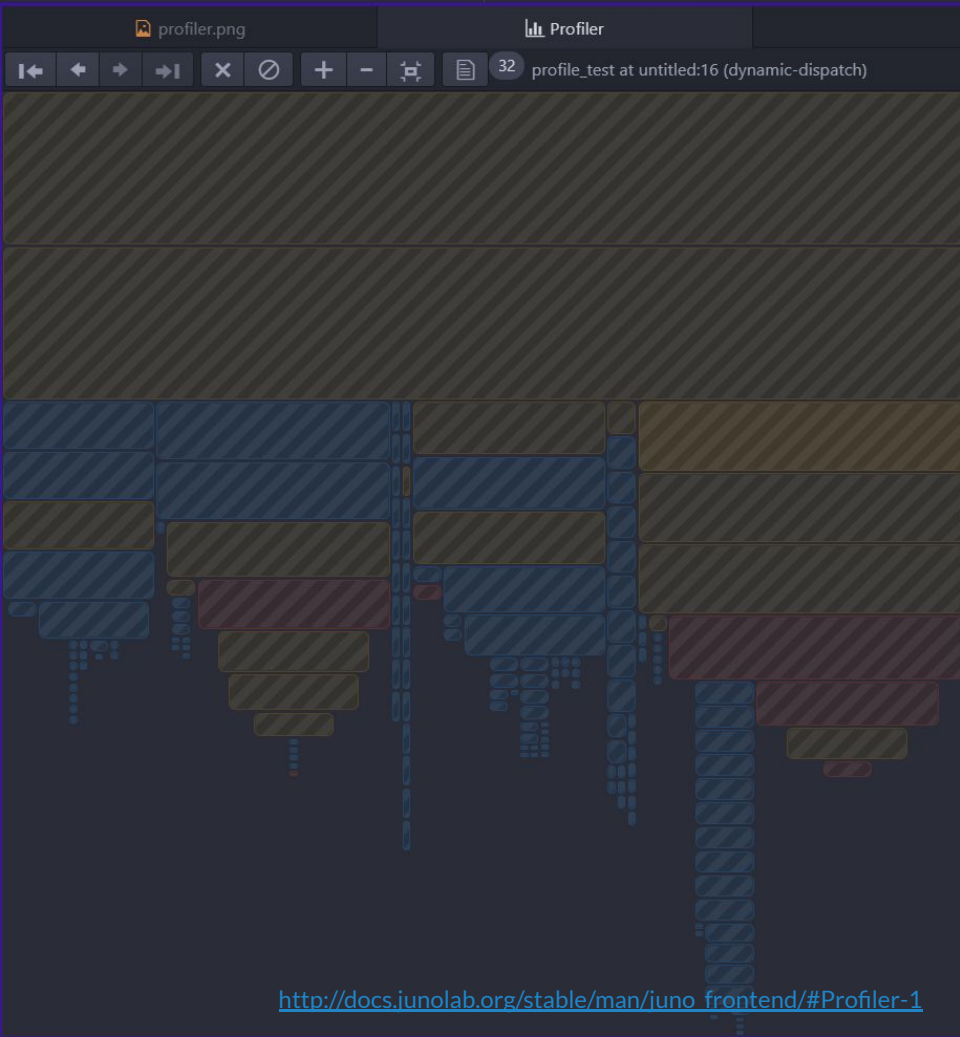 profiler.png
Profiler
32 profile_test at untitled:16 (dynamic-dispatch)
http://docs.junolab.org/stable/man/juno_frontend/#Profiler-1